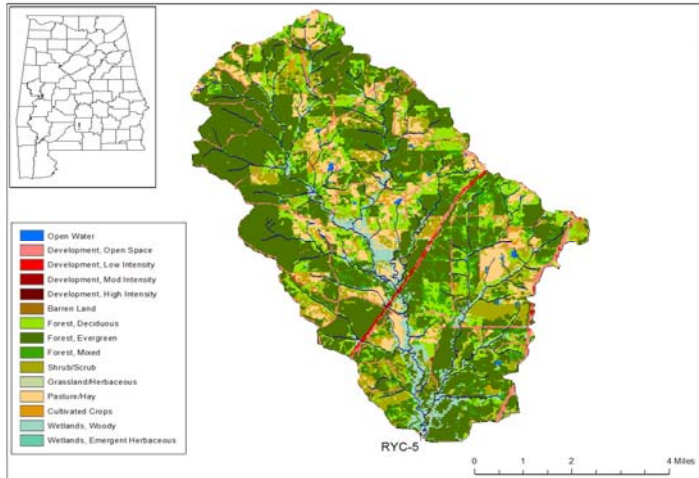 Open Water
Development, Open Space
Development, Low Intensity
Development, Mod Intensity
Development, High Intensity
Barren Land
Forest, Deciduous
Forest, Evergreen
Forest, Mixed
Shrub/Scrub
Grassland/Herbaceous
Pasture/Hay
Cultivated Crops
Wetlands, Woody
Wetlands, Emergent Herbaceous
RYC-5
0 1 2 4 Miles